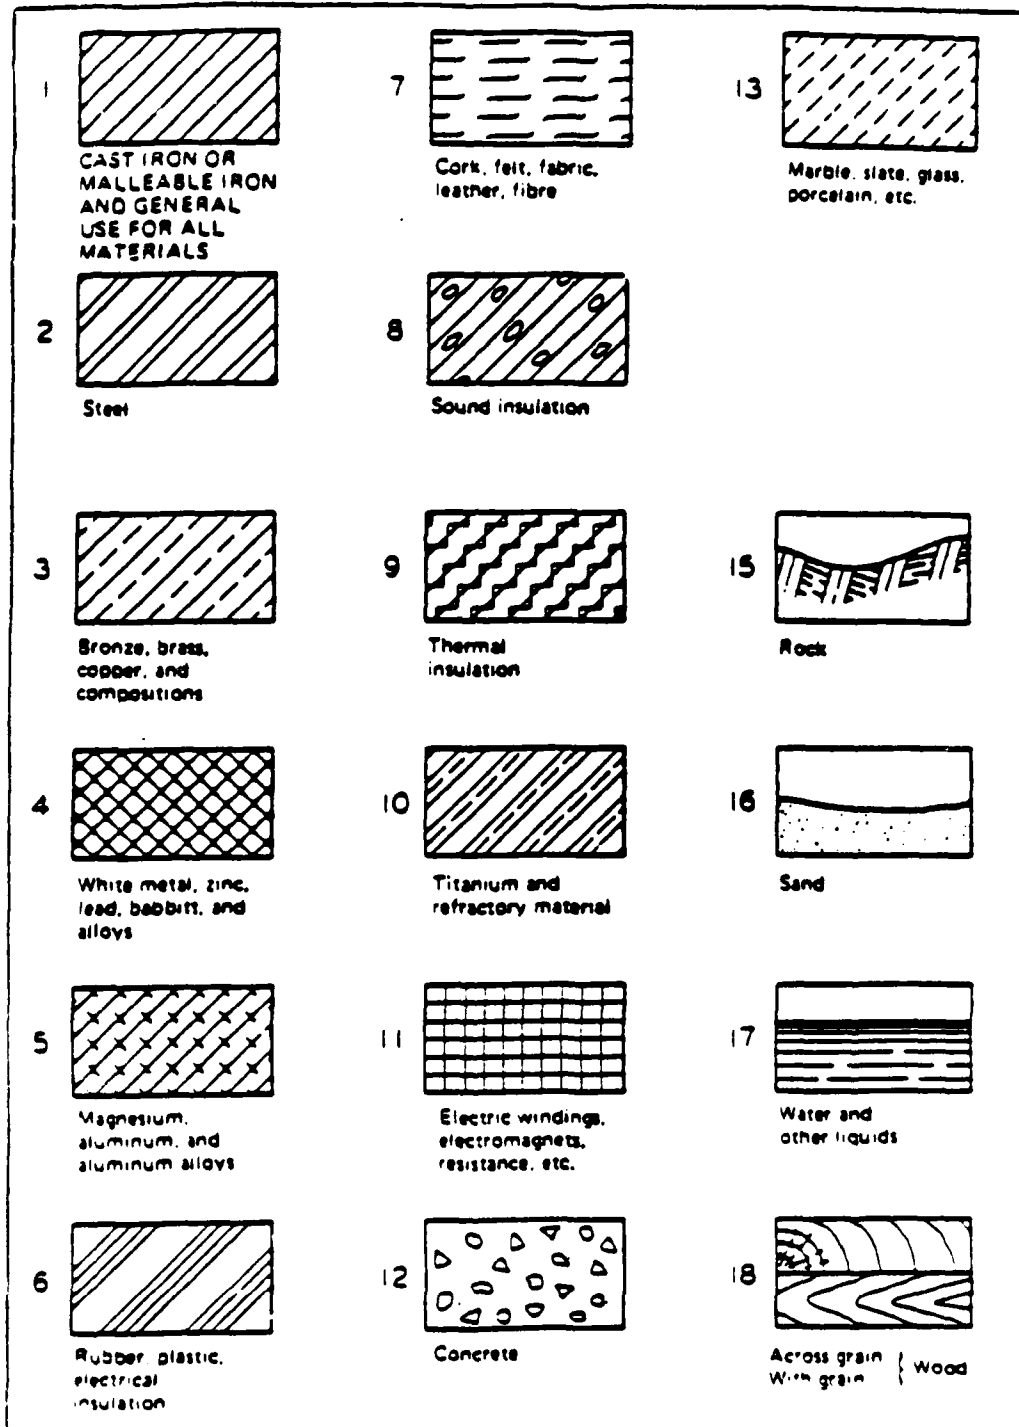 1
CAST IRON OR
MALLEABLE IRON
AND GENERAL
USE FOR ALL
MATERIALS
2
Steel
3
Bronze, brass,
copper, and
compositions
4
White metal, zinc,
lead, babbitt, and
alloys
5
Magnesium,
aluminum, and
aluminum alloys
6
Rubber, plastic,
electrical
insulation
7
Cork, felt, fabric,
leather, fibre
8
Sound insulation
9
Thermal
insulation
10
Titanium and
refractory material
11
Electric windings,
electromagnets,
resistance, etc.
12
Concrete
13
Marble, slate, glass,
porcelain, etc.
15
Rock
16
Sand
17
Water and
other liquids
18
Across grain
With grain } Wood